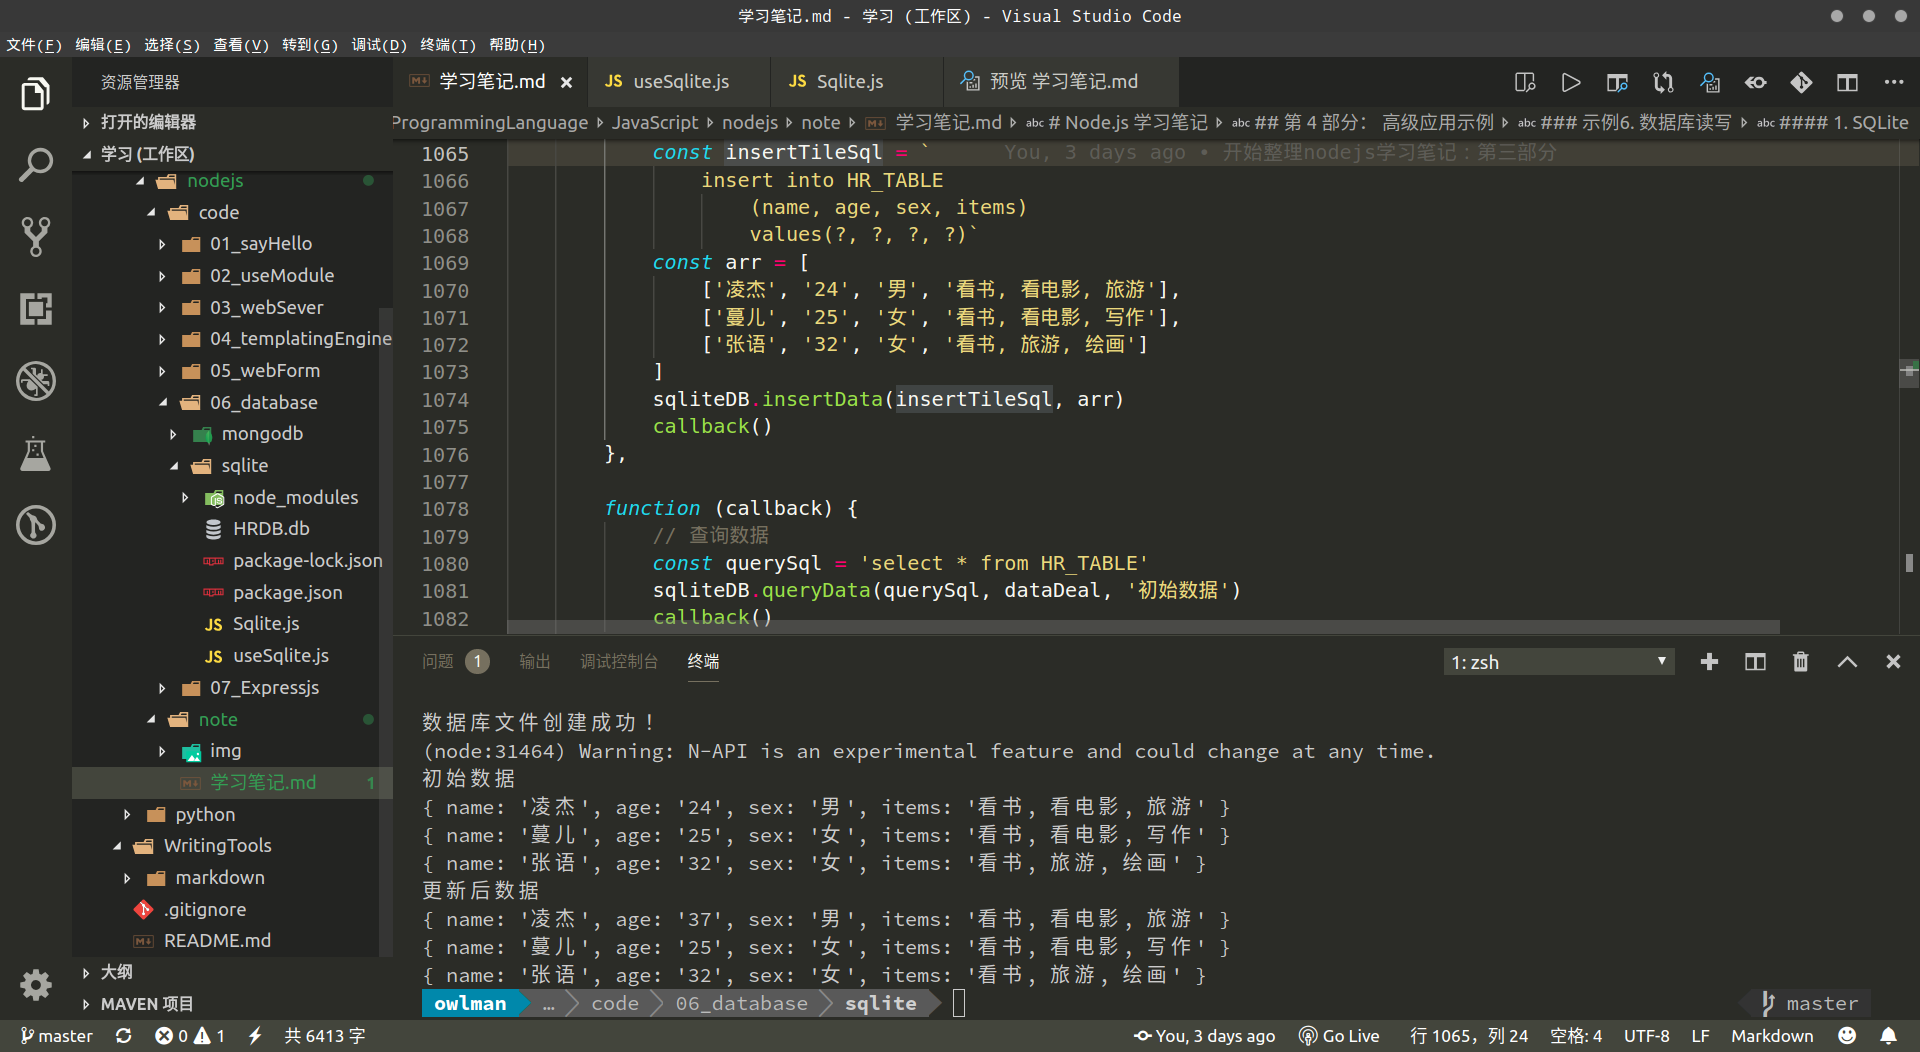 学习笔记.md - 学习 (工作区) - Visual Studio Code
文件(F) 编辑(E) 选择(S) 查看(V) 转到(G) 调试(D) 终端(T) 帮助(H)
资源管理器
打开的编辑器
学习 (工作区)
nodejs
code
01_sayHello
02_useModule
03_webSever
04_templatingEngine
05_webForm
06_database
mongodb
sqlite
node_modules
HRDB.db
package-lock.json
package.json
JS Sqlite.js
JS useSqlite.js
07_Expressjs
note
img
学习笔记.md 1
python
WritingTools
markdown
.gitignore
README.md
大纲
MAVEN 项目
学习笔记.md × JS useSqlite.js JS Sqlite.js 预览 学习笔记.md
ProgrammingLanguage › JavaScript › nodejs › note › 学习笔记.md › abc # Node.js 学习笔记 › abc ## 第 4 部分： 高级应用示例 › abc ### 示例6. 数据库读写 › abc #### 1. SQLite
1065 const insertTileSql = ` You, 3 days ago • 开始整理nodejs学习笔记：第三部分
1066 insert into HR_TABLE
1067 (name, age, sex, items)
1068 values(?, ?, ?, ?)`
1069 const arr = [
1070 ['凌杰', '24', '男', '看书, 看电影, 旅游'],
1071 ['蔓儿', '25', '女', '看书, 看电影, 写作'],
1072 ['张语', '32', '女', '看书, 旅游, 绘画']
1073 ]
1074 sqliteDB.insertData(insertTileSql, arr)
1075 callback()
1076 },
1077
1078 function (callback) {
1079 // 查询数据
1080 const querySql = 'select * from HR_TABLE'
1081 sqliteDB.queryData(querySql, dataDeal, '初始数据')
1082 callback()
问题 1 输出 调试控制台 终端 1: zsh
数据库文件创建成功！
(node:31464) Warning: N-API is an experimental feature and could change at any time.
初始数据
{ name: '凌杰', age: '24', sex: '男', items: '看书, 看电影, 旅游' }
{ name: '蔓儿', age: '25', sex: '女', items: '看书, 看电影, 写作' }
{ name: '张语', age: '32', sex: '女', items: '看书, 旅游, 绘画' }
更新后数据
{ name: '凌杰', age: '37', sex: '男', items: '看书, 看电影, 旅游' }
{ name: '蔓儿', age: '25', sex: '女', items: '看书, 看电影, 写作' }
{ name: '张语', age: '32', sex: '女', items: '看书, 旅游, 绘画' }
owlman … code 06_database sqlite master
master 0 1 共 6413 字 You, 3 days ago Go Live 行 1065，列 24 空格: 4 UTF-8 LF Markdown